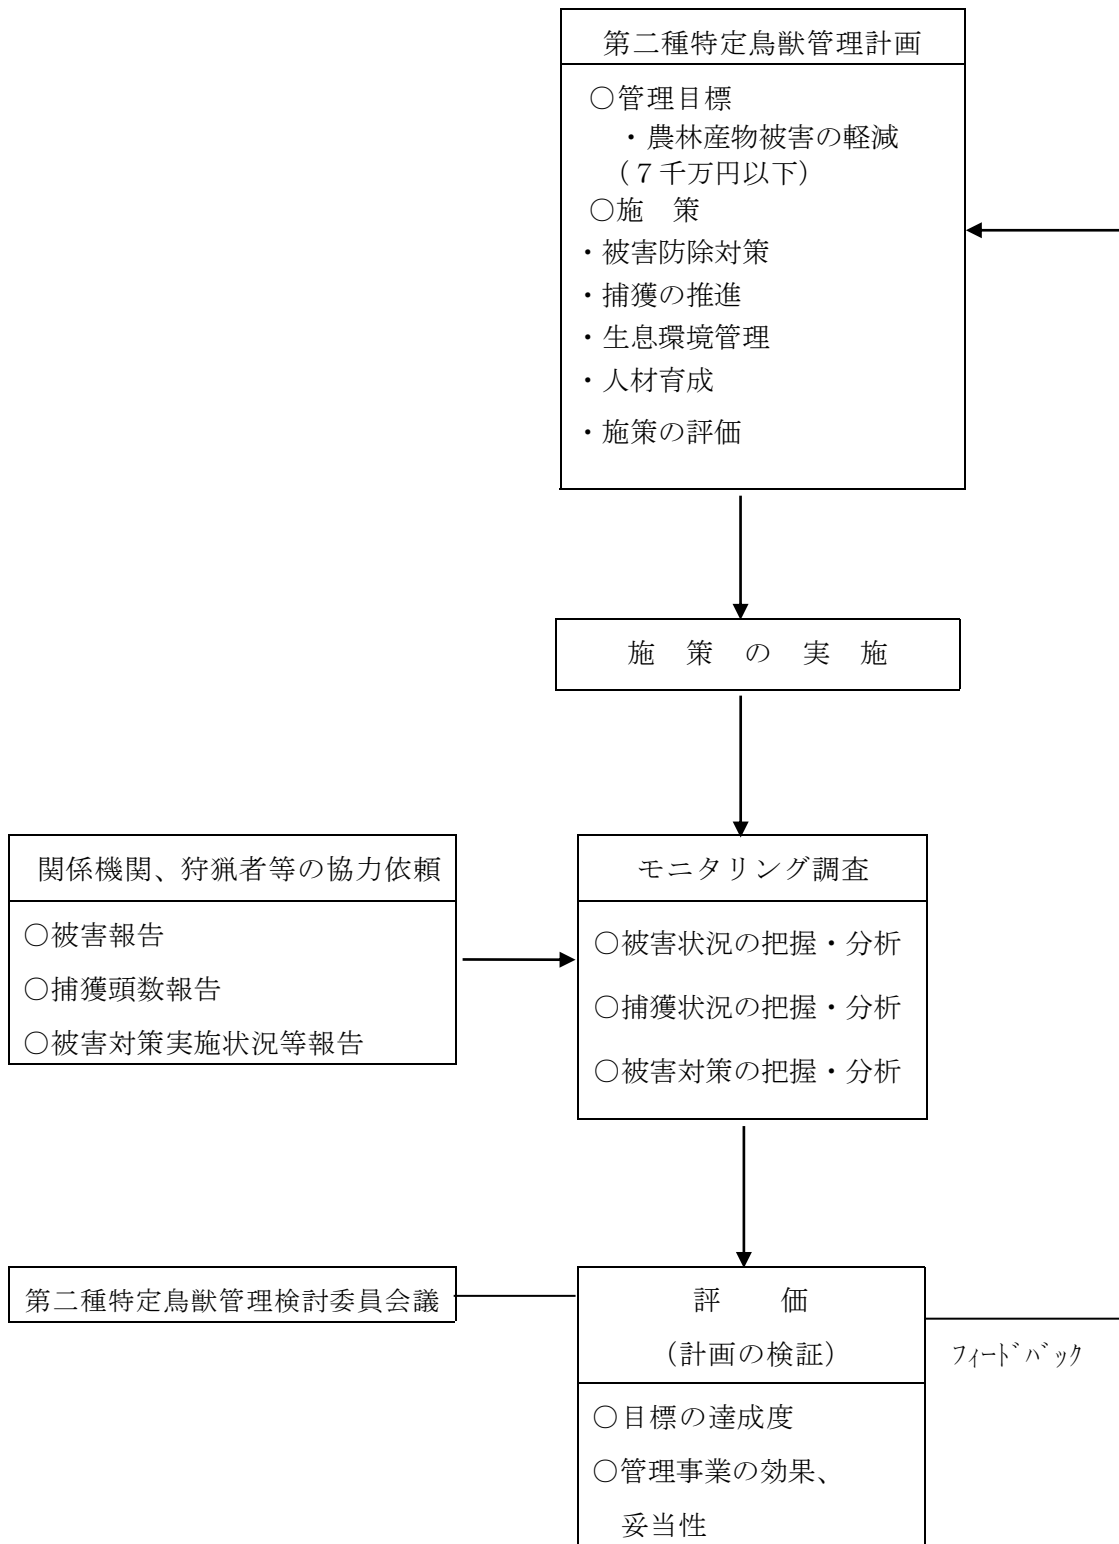 第二種特定鳥獣管理計画
○管理目標
・農林産物被害の軽減
(７千万円以下)
○施　策
・被害防除対策
・捕獲の推進
・生息環境管理
・人材育成
・施策の評価
施　策　の　実　施
関係機関、狩猟者等の協力依頼
○被害報告
○捕獲頭数報告
○被害対策実施状況等報告
モニタリング調査
○被害状況の把握・分析
○捕獲状況の把握・分析
○被害対策の把握・分析
第二種特定鳥獣管理検討委員会議
評　　価
(計画の検証)
ﾌｨｰﾄﾞﾊﾞｯｸ
○目標の達成度
○管理事業の効果、
妥当性